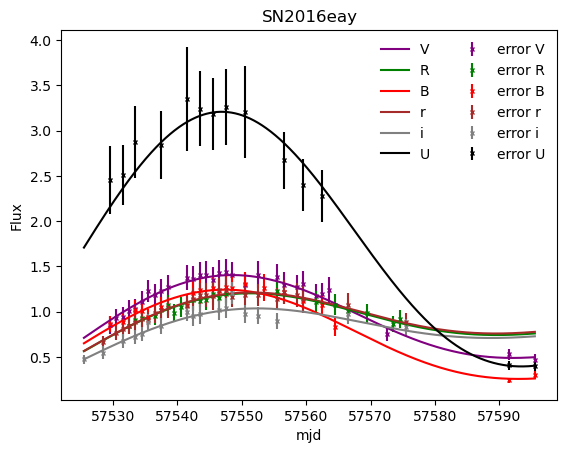 SN2016eay
4.0
3.5
3.0
2.5
2.0
1.5
1.0
0.5
Flux
V
R
B
r
i
U
error V
error R
error B
error r
error i
error U
57530 57540 57550 57560 57570 57580 57590
mjd